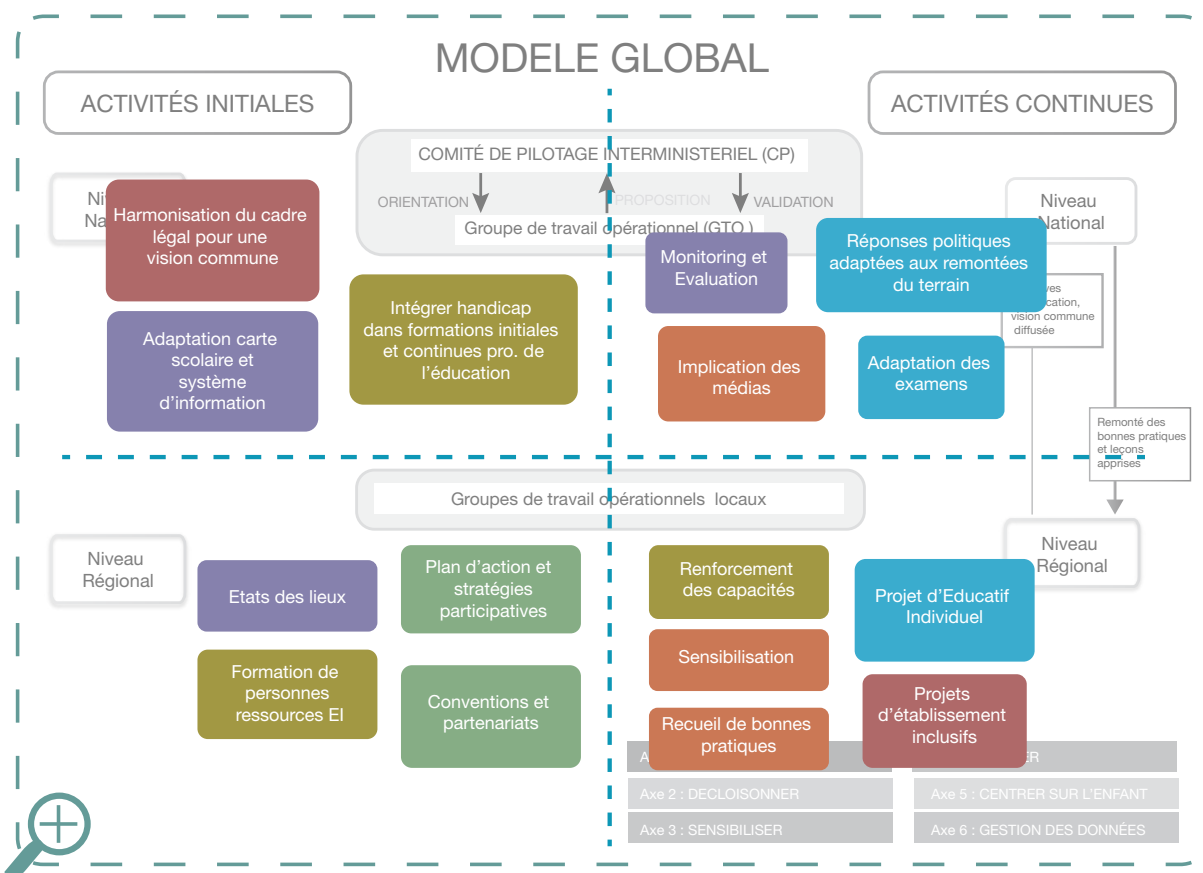 MODELE GLOBAL
ACTIVITÉS INITIALES
ACTIVITÉS CONTINUES
COMITÉ DE PILOTAGE INTERMINISTERIEL (CP)
ORIENTATION
PROPOSITION
VALIDATION
Groupe de travail opérationnel (GTO )
Harmonisation du cadre
légal pour une
vision commune
Adaptation carte
scolaire et
système
d’information
Intégrer handicap
dans formations initiales
et continues pro. de
l’éducation
Monitoring et
Evaluation
Réponses politiques
adaptées aux remontées
du terrain
Implication des
médias
Adaptation des
examens
Niveau
National
vision commune
diffusée
Remonté des
bonnes pratiques
et leçons
apprises
Groupes de travail opérationnels locaux
Niveau
Régional
Etats des lieux
Plan d’action et
stratégies
participatives
Formation de
personnes
ressources EI
Conventions et
partenariats
Renforcement
des capacités
Sensibilisation
Recueil de bonnes
pratiques
Projet d’Educatif
Individuel
Projets
d’établissement
inclusifs
Niveau
Régional
Axe 2 : DECLOISONNER
Axe 3 : SENSIBILISER
Axe 5 : CENTRER SUR L’ENFANT
Axe 6 : GESTION DES DONNÉES